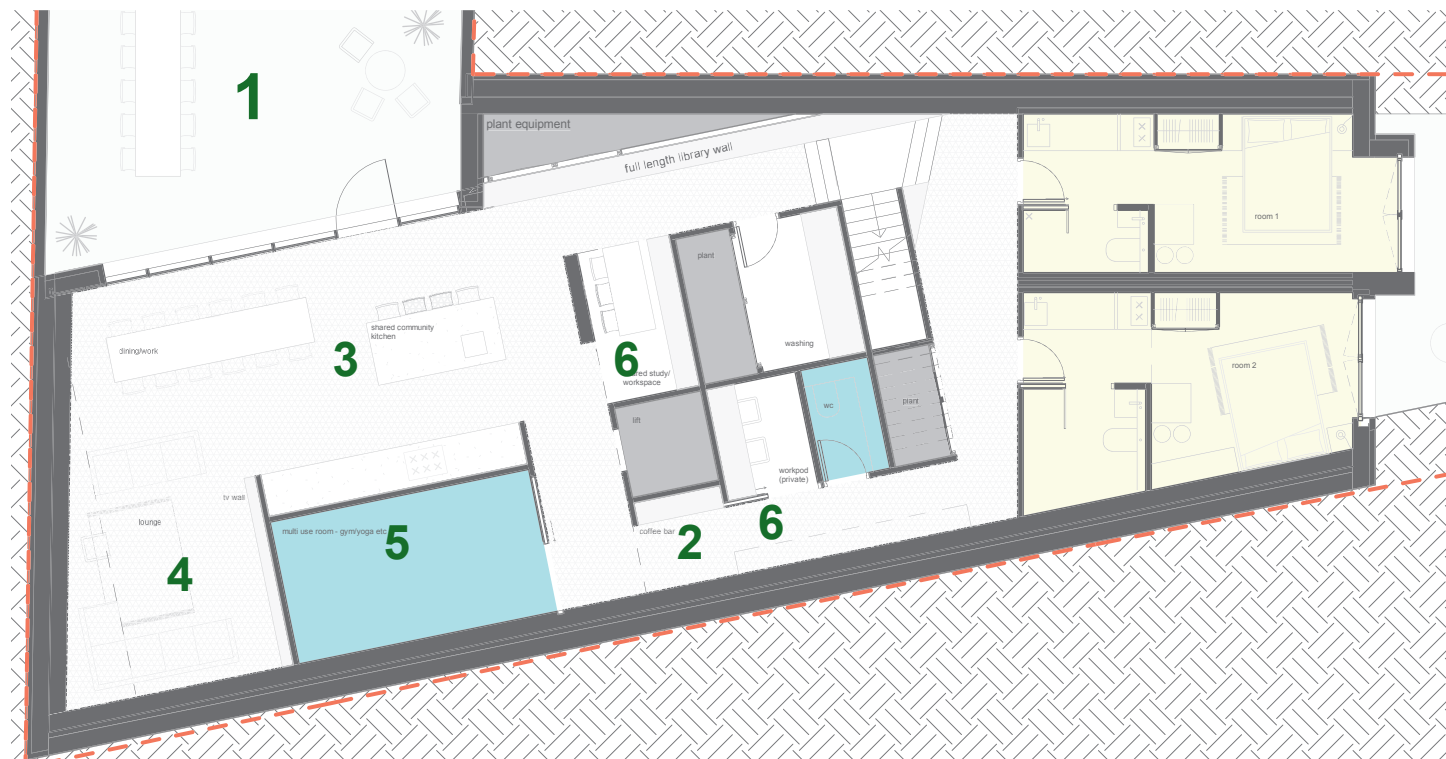 1
plant equipment
full length library wall
room 1
plant
shared community
kitchen
dining/work
3
6
washing
room 2
workspace
wc
plant
lift
workpod
(private)
tv wall
lounge
multi use room - gym/yoga etc
5
coffee bar
2
6
4